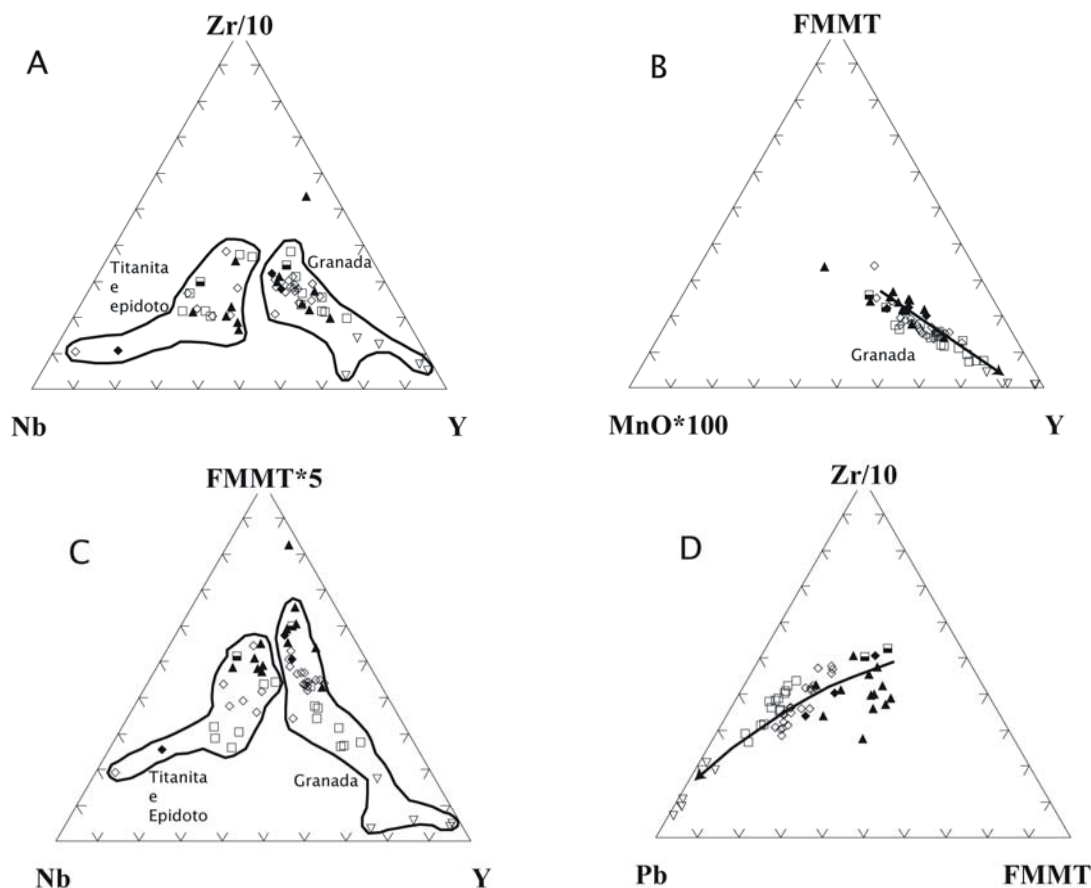 Zr/10
A
Titanita
e
epidoto
Granada
Nb
Y
FMMT
B
Granada
MnO*100
Y
FMMT*5
C
Titanita
e
Epidoto
Granada
Nb
Y
Zr/10
D
Pb
FMMT